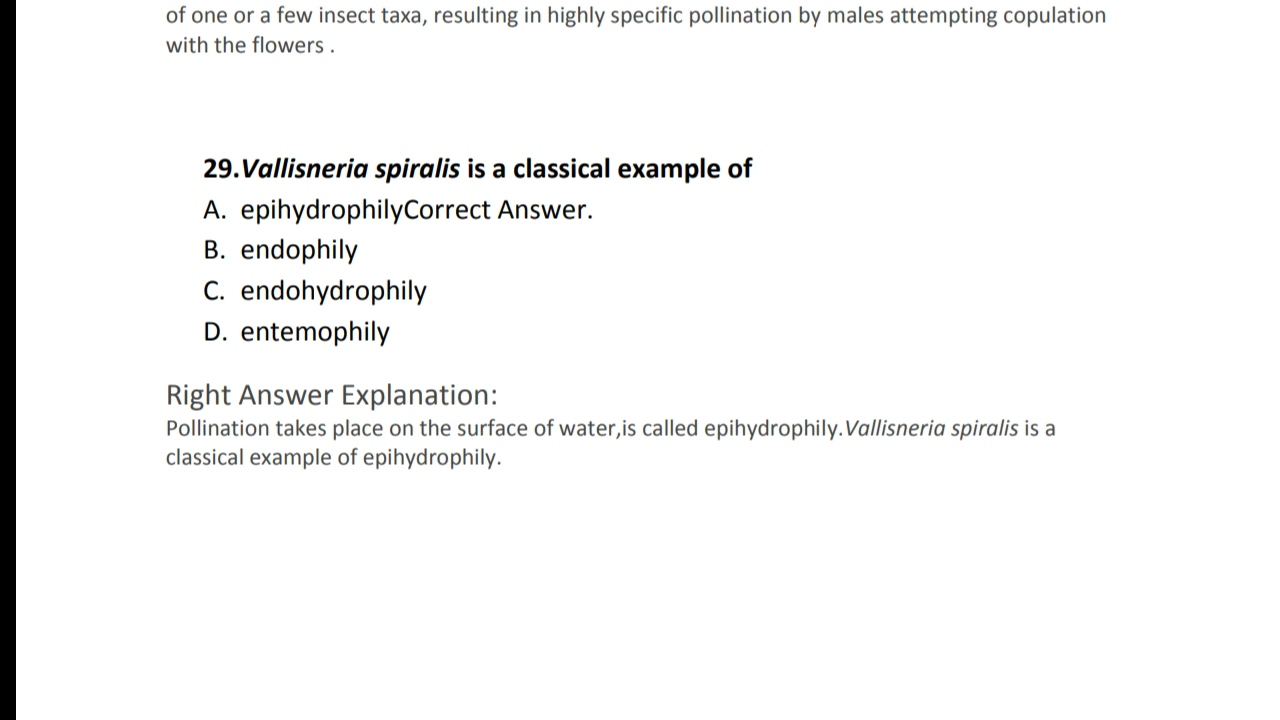 of one or a few insect taxa, resulting in highly specific pollination by males attempting copulation
with the flowers .
29.Vallisneria spiralis is a classical example of
A. epihydrophilyCorrect Answer.
B. endophily
C. endohydrophily
D. entemophily
Right Answer Explanation:
Pollination takes place on the surface of water,is called epihydrophily.Vallisneria spiralis is a
classical example of epihydrophily.